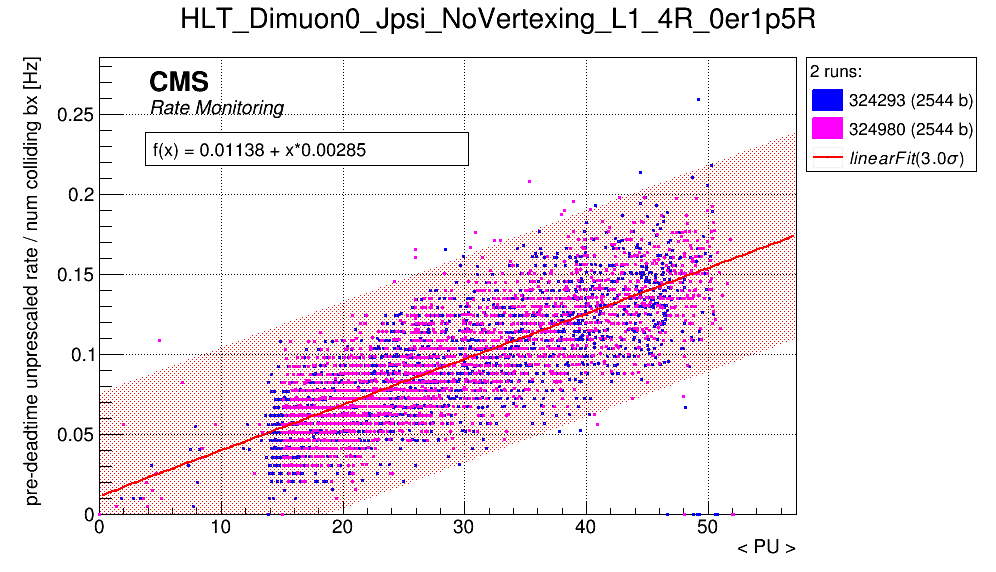 HLT_Dimuon0_Jpsi_NoVertexing_L1_4R_0er1p5R
pre-deadtime unprescaled rate / num colliding bx [Hz]
CMS
Rate Monitoring
f(x) = 0.01138 + x*0.00285
2 runs:
324293 (2544 b)
324980 (2544 b)
linearFit(3.0σ)
0.25
0.2
0.15
0.1
0.05
0
0 10 20 30 40 50
< PU >